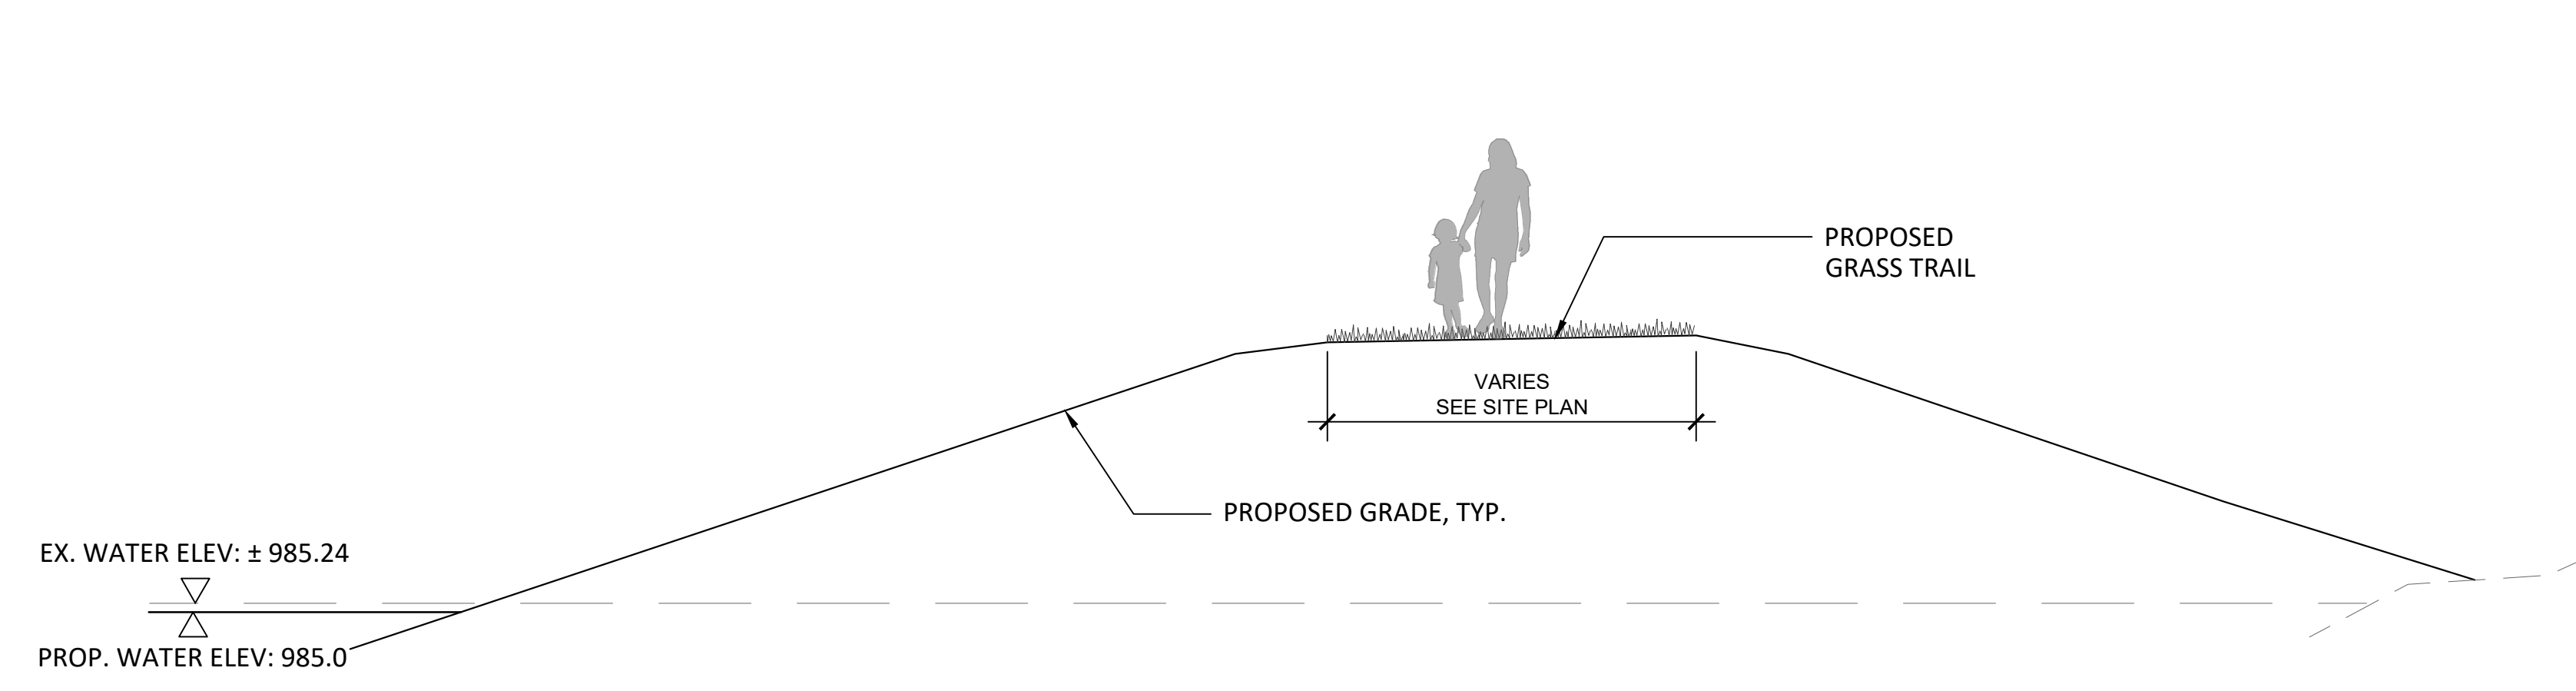 PROPOSED
GRASS TRAIL
VARIES
SEE SITE PLAN
PROPOSED GRADE, TYP.
EX. WATER ELEV: ± 985.24
PROP. WATER ELEV: 985.0